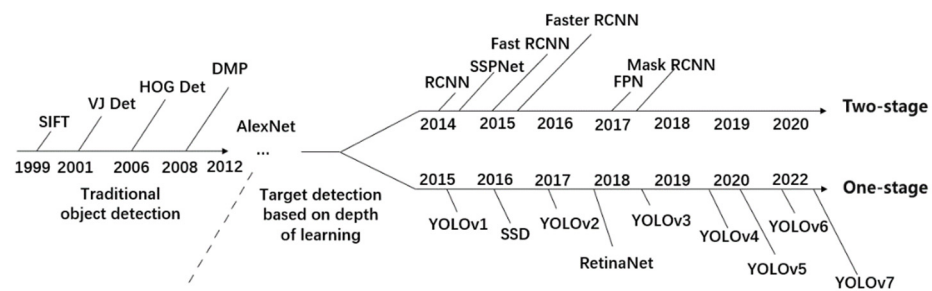 SIFT
VJ Det
HOG Det
DMP
AlexNet
...
1999 2001 2006 2008 2012
Traditional
object detection
Target detection
based on depth
of learning
Faster RCNN
Fast RCNN
SSPNet
RCNN
Mask RCNN
FPN
Two-stage
2014 2015 2016 2017 2018 2019 2020
2015 2016 2017 2018 2019 2020 2022
One-stage
YOLOv1
SSD
YOLOv2
RetinaNet
YOLOv3
YOLOv4
YOLOv5
YOLOv6
YOLOv7